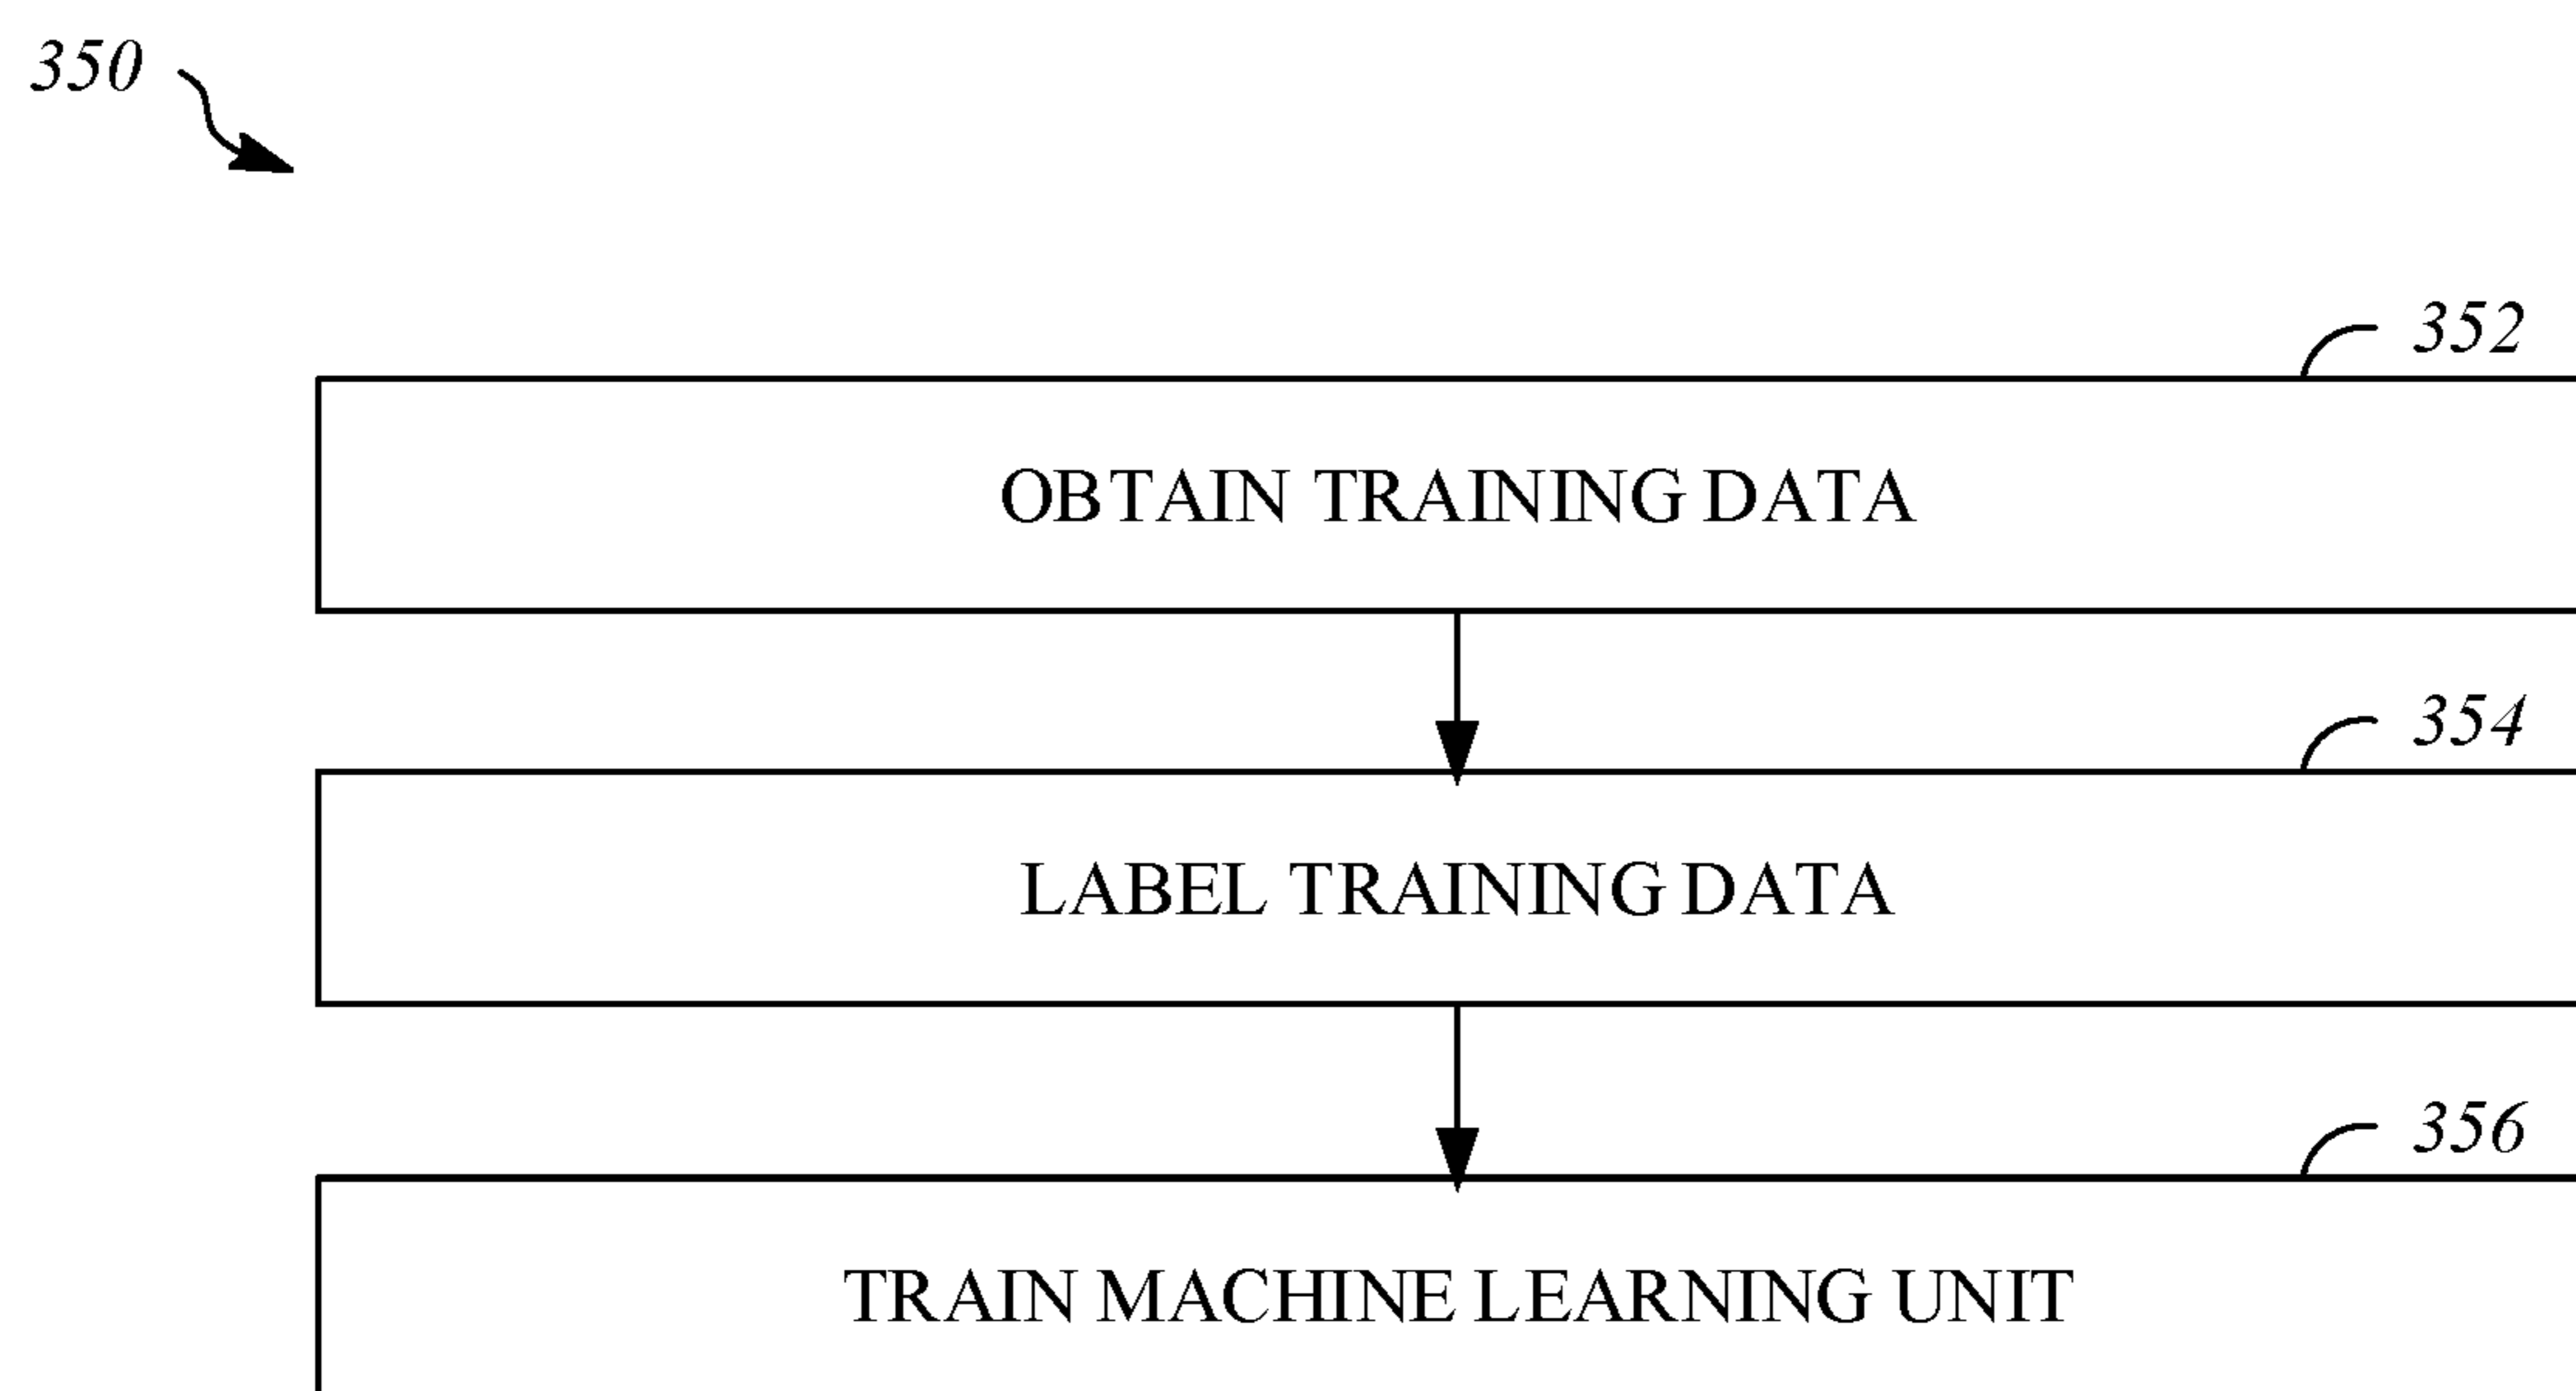 350
352
OBTAIN TRAINING DATA
354
LABEL TRAINING DATA
356
TRAIN MACHINE LEARNING UNIT